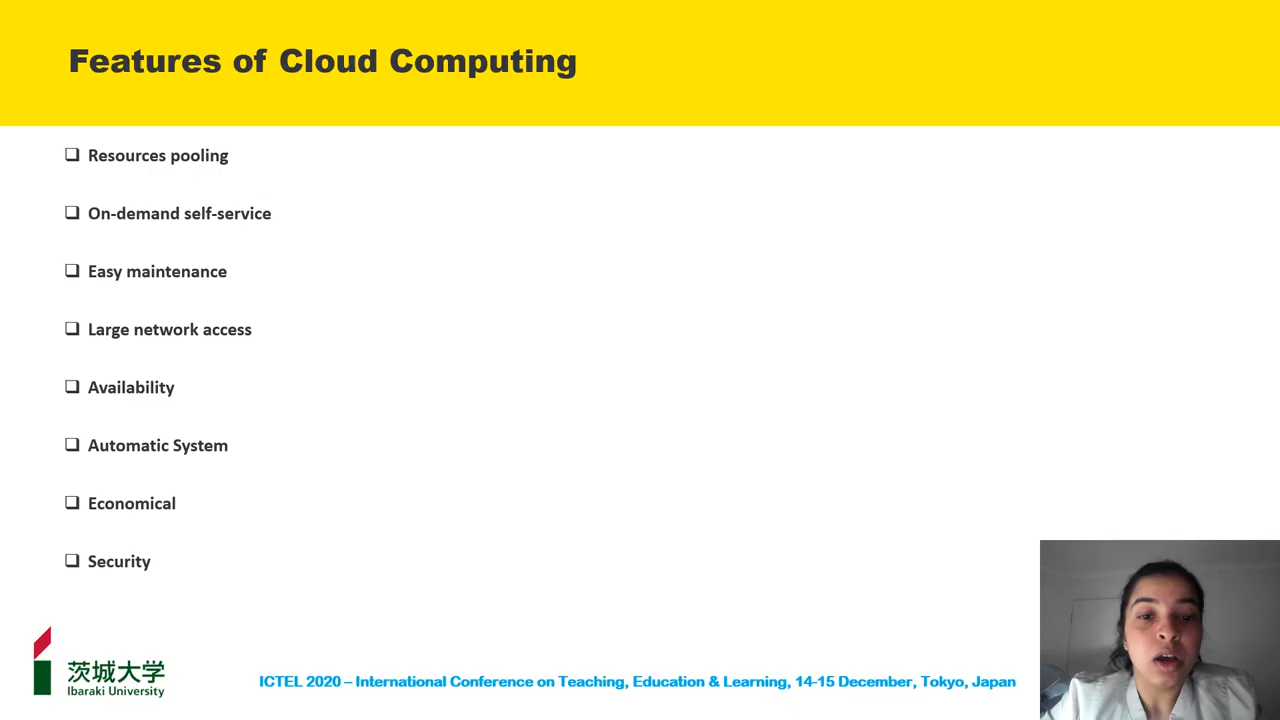 Features of Cloud Computing
Resources pooling
On-demand self-service
Easy maintenance
Large network access
Availability
Automatic System
Economical
Security
茨城大学
Ibaraki University
ICTEL 2020 – International Conference on Teaching, Education & Learning, 14-15 December, Tokyo, Japan